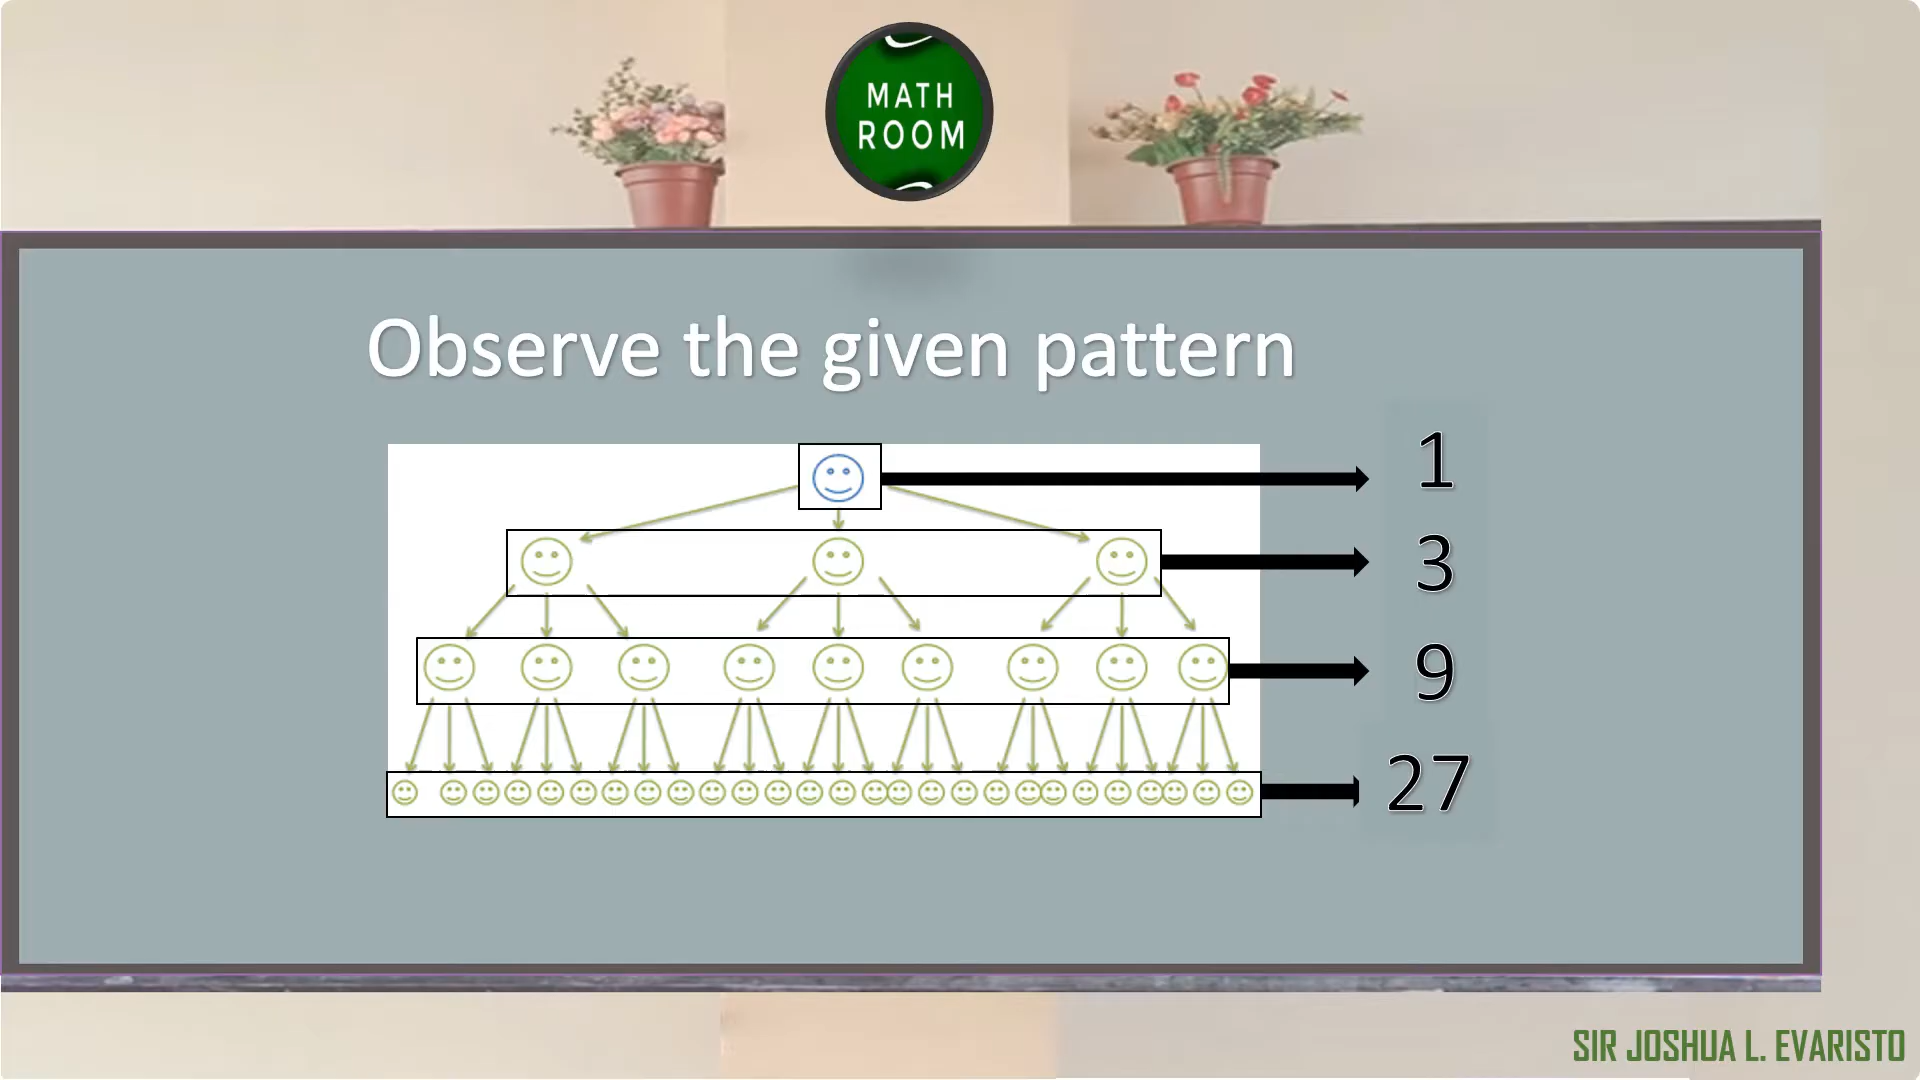 MATH
ROOM
Observe the given pattern
1
3
9
27
SIR JOSHUA L. EVARISTO